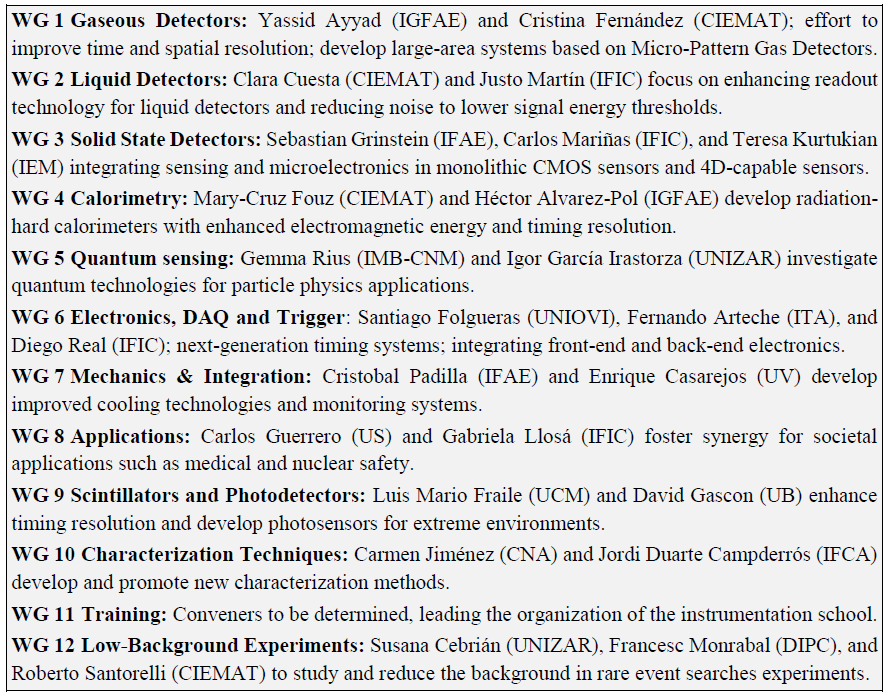 WG 1 Gaseous Detectors: Yassid Ayyad (IGFAE) and Cristina Fernández (CIEMAT); effort to
improve time and spatial resolution; develop large-area systems based on Micro-Pattern Gas Detectors.
WG 2 Liquid Detectors: Clara Cuesta (CIEMAT) and Justo Martín (IFIC) focus on enhancing readout
technology for liquid detectors and reducing noise to lower signal energy thresholds.
WG 3 Solid State Detectors: Sebastian Grinstein (IFAE), Carlos Mariñas (IFIC), and Teresa Kurtukian
(IEM) integrating sensing and microelectronics in monolithic CMOS sensors and 4D-capable sensors.
WG 4 Calorimetry: Mary-Cruz Fouz (CIEMAT) and Héctor Alvarez-Pol (IGFAE) develop radiation-
hard calorimeters with enhanced electromagnetic energy and timing resolution.
WG 5 Quantum sensing: Gemma Rius (IMB-CNM) and Igor García Irastorza (UNIZAR) investigate
quantum technologies for particle physics applications.
WG 6 Electronics, DAQ and Trigger: Santiago Folgueras (UNIOVI), Fernando Arteche (ITA), and
Diego Real (IFIC); next-generation timing systems; integrating front-end and back-end electronics.
WG 7 Mechanics & Integration: Cristobal Padilla (IFAE) and Enrique Casarejos (UV) develop
improved cooling technologies and monitoring systems.
WG 8 Applications: Carlos Guerrero (US) and Gabriela Llosá (IFIC) foster synergy for societal
applications such as medical and nuclear safety.
WG 9 Scintillators and Photodetectors: Luis Mario Fraile (UCM) and David Gascon (UB) enhance
timing resolution and develop photosensors for extreme environments.
WG 10 Characterization Techniques: Carmen Jiménez (CNA) and Jordi Duarte Campderrós (IFCA)
develop and promote new characterization methods.
WG 11 Training: Conveners to be determined, leading the organization of the instrumentation school.
WG 12 Low-Background Experiments: Susana Cebrián (UNIZAR), Francesc Monrabal (DIPC), and
Roberto Santorelli (CIEMAT) to study and reduce the background in rare event searches experiments.